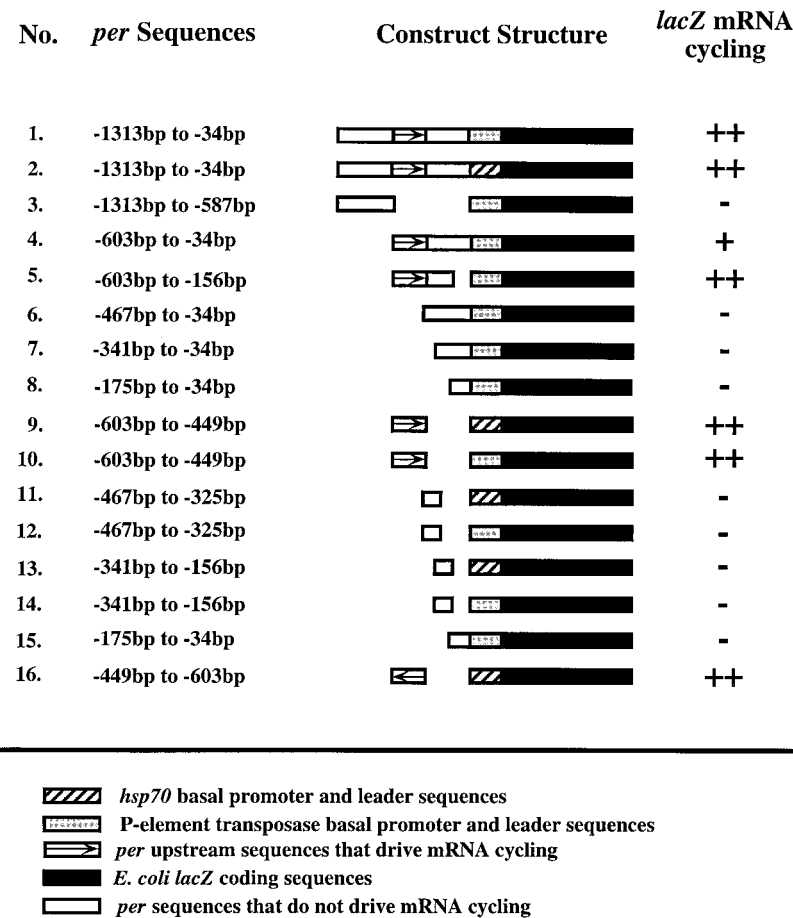 No. per Sequences Construct Structure lacZ mRNA cycling
1. -1313bp to -34bp ++
2. -1313bp to -34bp ++
3. -1313bp to -587bp -
4. -603bp to -34bp +
5. -603bp to -156bp ++
6. -467bp to -34bp -
7. -341bp to -34bp -
8. -175bp to -34bp -
9. -603bp to -449bp ++
10. -603bp to -449bp ++
11. -467bp to -325bp -
12. -467bp to -325bp -
13. -341bp to -156bp -
14. -341bp to -156bp -
15. -175bp to -34bp -
16. -449bp to -603bp ++
hsp70 basal promoter and leader sequences
P-element transposase basal promoter and leader sequences
per upstream sequences that drive mRNA cycling
E. coli lacZ coding sequences
per sequences that do not drive mRNA cycling